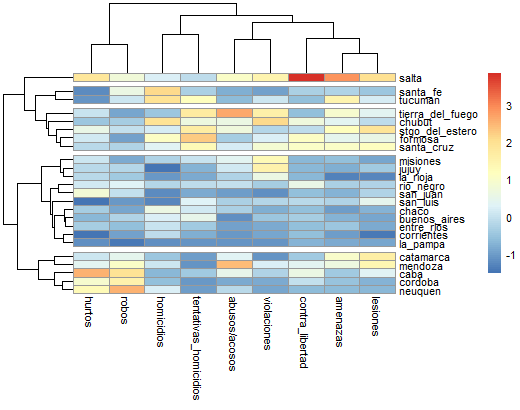 salta
santa_fe
tucuman
tierra_del_fuego
chubut
stgo_del_estero
formosa
santa_cruz
misiones
jujuy
la_rioja
rio_negro
san_juan
san_luis
chaco
buenos_aires
entre_rios
corrientes
la_pampa
catamarca
mendoza
caba
cordoba
neuquen
hurtos
robos
homicidios
tentativas_homicidios
abusos/acosos
violaciones
contra_libertad
amenazas
lesiones
3
2
1
0
-1